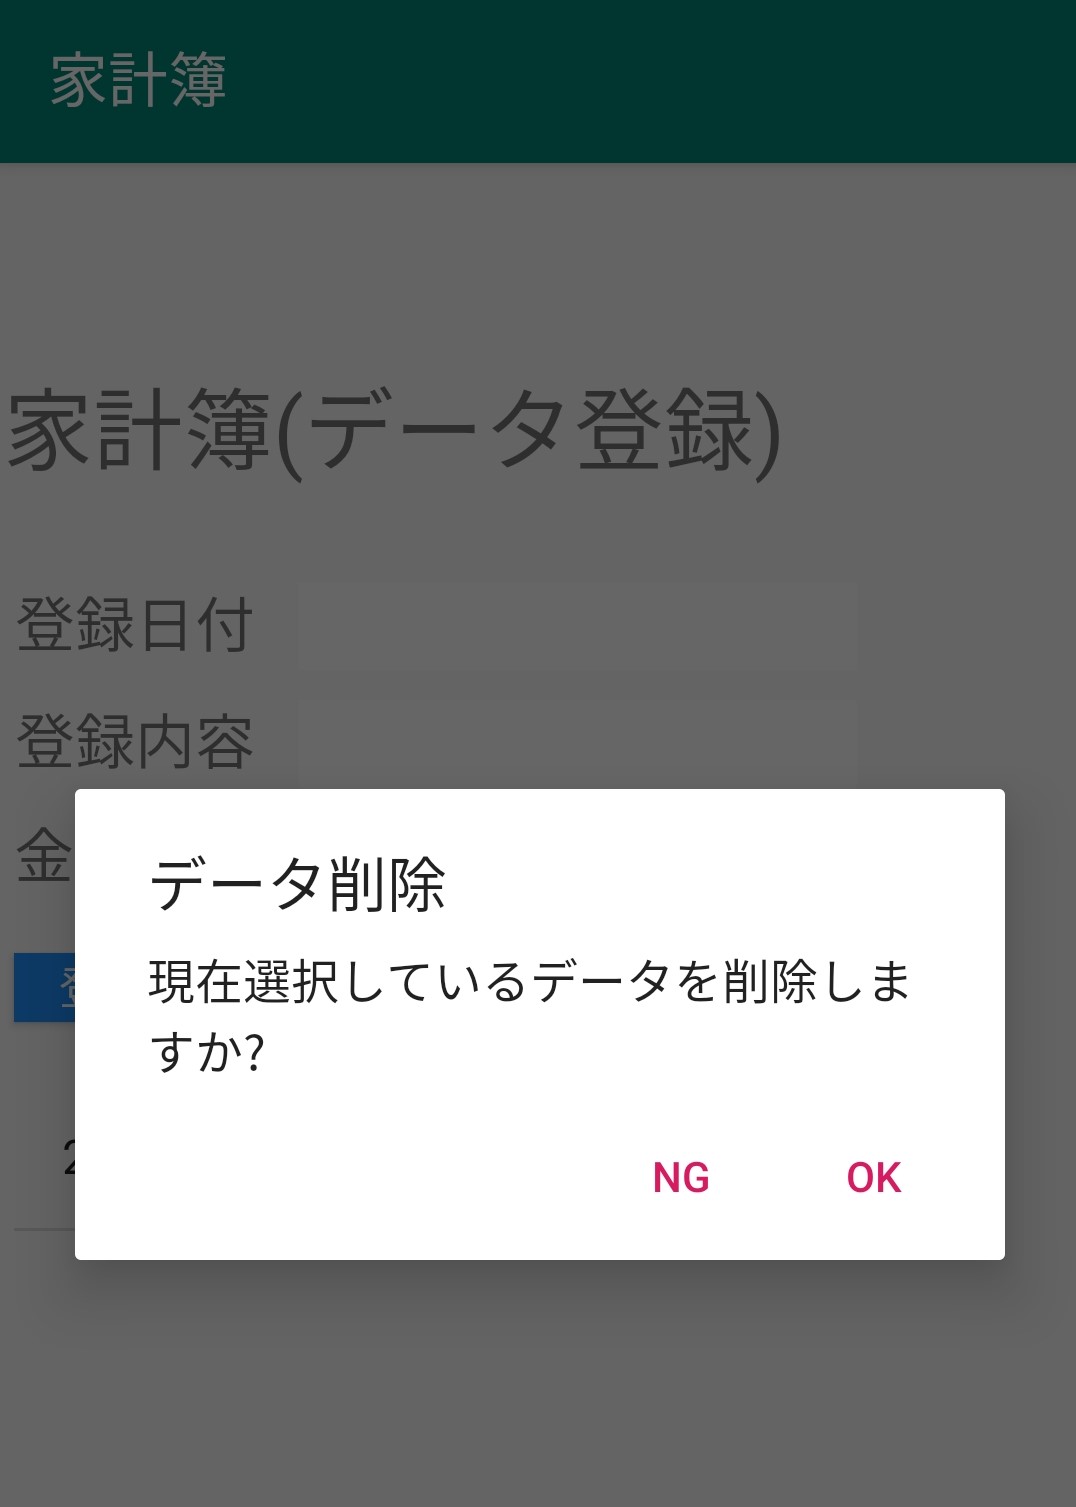 家計簿
家計簿(データ登録)
登録日付
登録内容
金
データ削除
現在選択しているデータを削除しま
すか?
NG OK